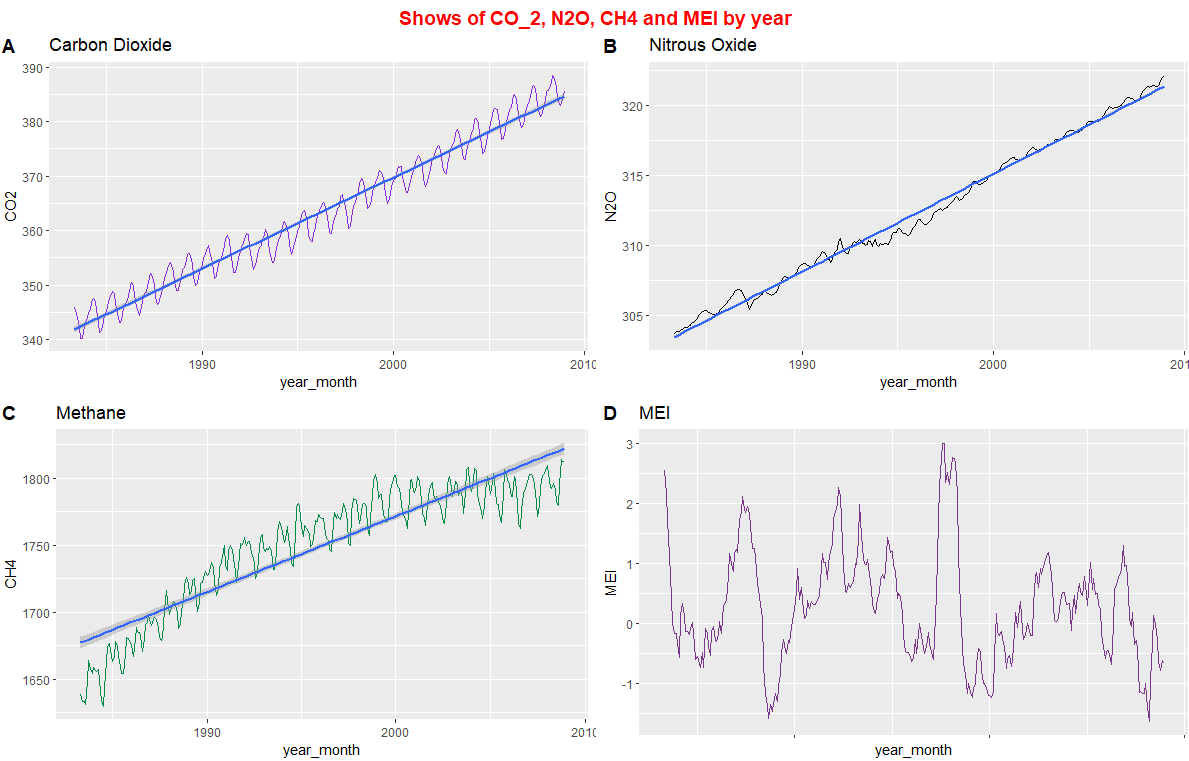 Shows of CO_2, N2O, CH4 and MEI by year
A Carbon Dioxide
390
380
370
360
350
340
CO2
1990 2000 2010
year_month
B Nitrous Oxide
320
315
310
305
N2O
1990 2000 201
year_month
C Methane
1800
1750
1700
1650
CH4
1990 2000 2010
year_month
D MEI
3
2
1
0
-1
MEI
year_month